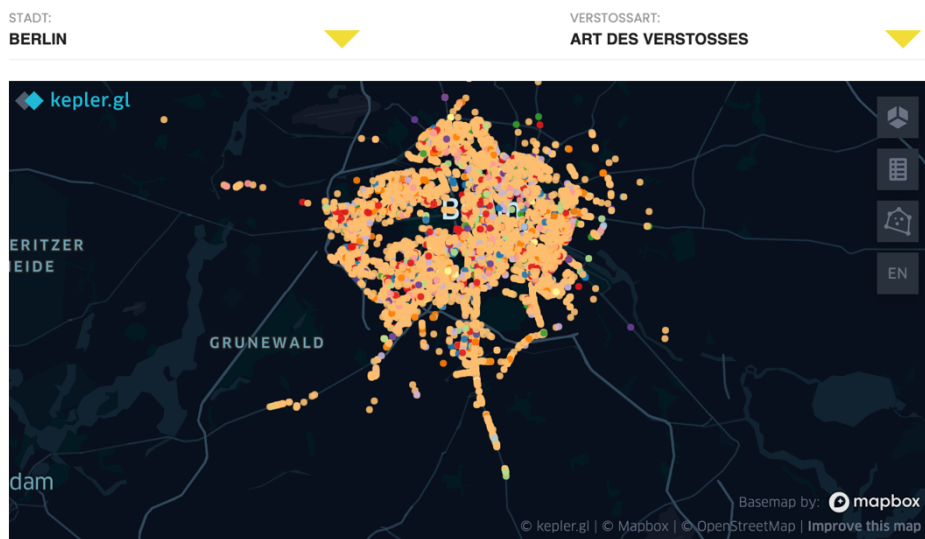 STADT:
BERLIN
VERSTOSSART:
ART DES VERSTOSSES
kepler.gl
B
ERITZER
HEIDE
EN
GRUNEWALD
dam
Basemap by: mapbox
© kepler.gl | © Mapbox | © OpenStreetMap | Improve this map